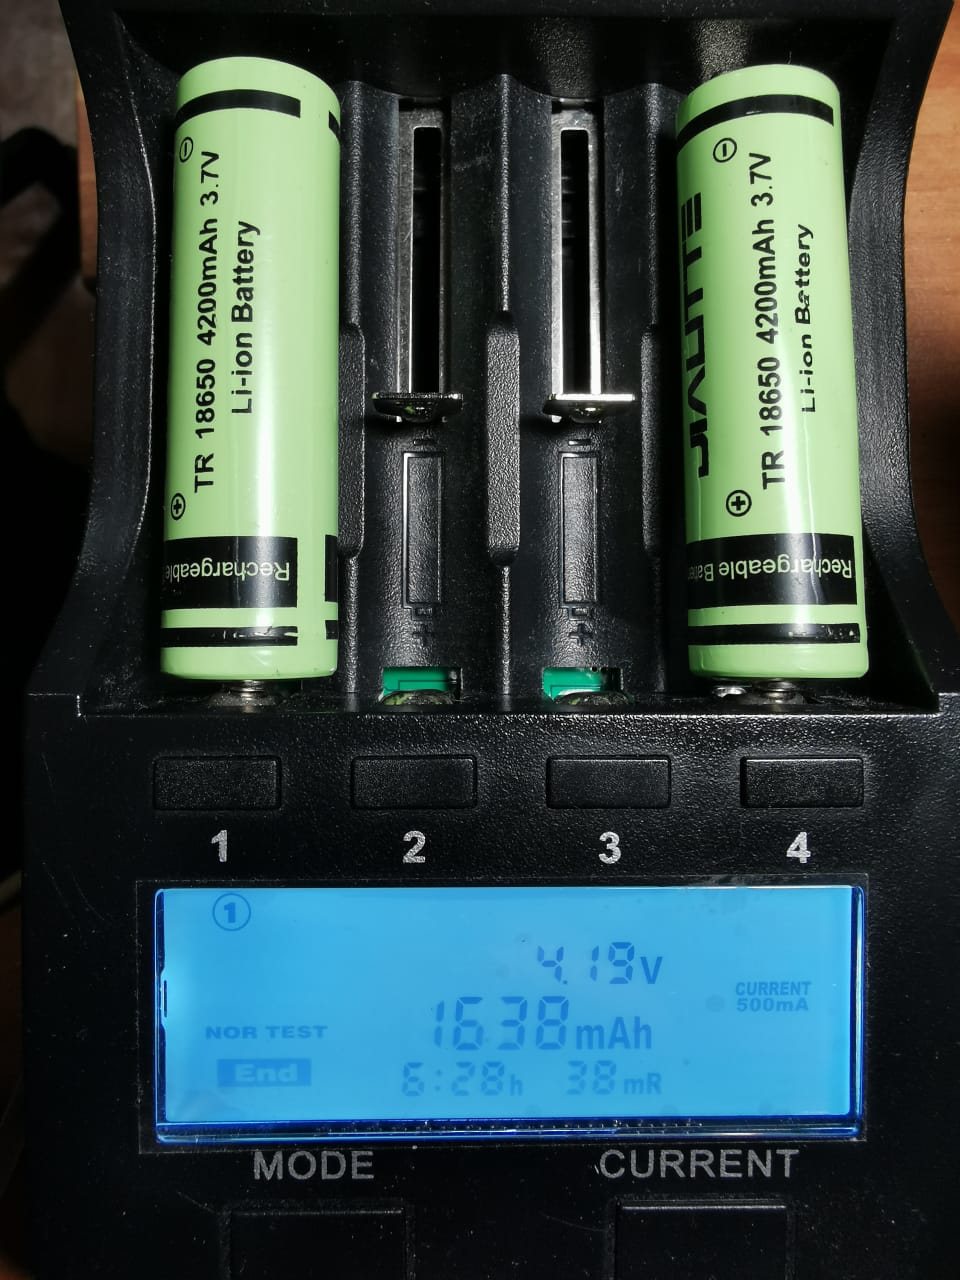 TR 18650 4200mAh 3.7V
Li-ion Battery
Rechargeable
JIALITTE
TR 18650 4200mAh 3.7V
Li-ion Battery
Rechargeable
1 2 3 4
1
4.19V
1638mAh
CURRENT
500mA
NOR TEST
End
6:28h 38mR
MODE CURRENT